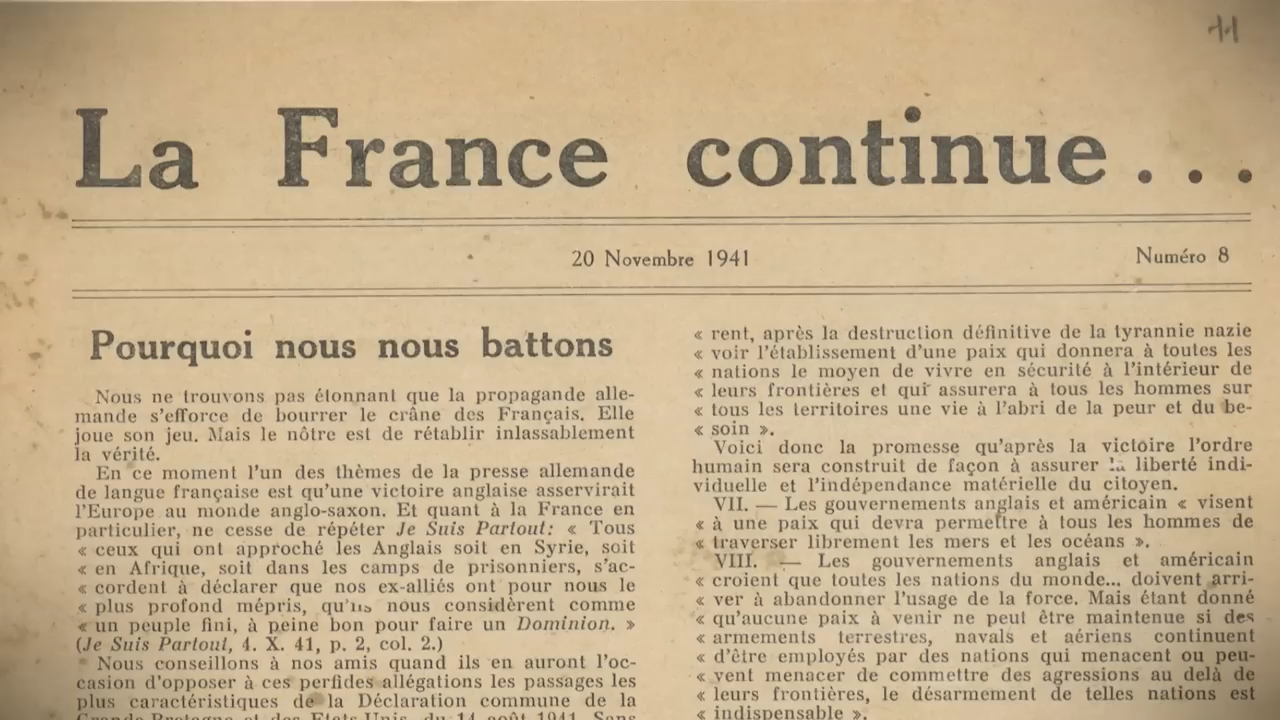 La France continue...
20 Novembre 1941
Numéro 8
Pourquoi nous nous battons
Nous ne trouvons pas étonnant que la propagande alle-
mande s'efforce de bourrer le crâne des Français. Elle
joue son jeu. Mais le nôtre est de rétablir inlassablement
la vérité.
En ce moment l'un des thèmes de la presse allemande
de langue française est qu'une victoire anglaise asservirait
l'Europe au monde anglo-saxon. Et quant à la France en
particulier, ne cesse de répéter Je Suis Partout: « Tous
« ceux qui ont approché les Anglais soit en Syrie, soit
« en Afrique, soit dans les camps de prisonniers, s'ac-
« cordent à déclarer que nos ex-alliés ont pour nous le
« plus profond mépris, qu'ils nous considèrent comme
« un peuple fini, à peine bon pour faire un Dominion. »
(Je Suis Partout, 4. X. 41, p. 2, col. 2.)
Nous conseillons à nos amis quand ils en auront l'oc-
casion d'opposer à ces perfides allégations les passages les
plus caractéristiques de la Déclaration commune de la
Grande-Bretagne et des Etats-Unis, du 14 août 1941. Sans
« rent, après la destruction définitive de la tyrannie nazie
« voir l'établissement d'une paix qui donnera à toutes les
« nations le moyen de vivre en sécurité à l'intérieur de
« leurs frontières et qui assurera à tous les hommes sur
« tous les territoires une vie à l'abri de la peur et du be-
« soin ».
Voici donc la promesse qu'après la victoire l'ordre
humain sera construit de façon à assurer la liberté indi-
viduelle et l'indépendance matérielle du citoyen.
VII. — Les gouvernements anglais et américain « visent
« à une paix qui devra permettre à tous les hommes de
« traverser librement les mers et les océans ».
VIII. — Les gouvernements anglais et américain
« croient que toutes les nations du monde... doivent arri-
« ver à abandonner l'usage de la force. Mais étant donné
« qu'aucune paix à venir ne peut être maintenue si des
« armements terrestres, navals et aériens continuent
« d'être employés par des nations qui menacent ou peu-
« vent menacer de commettre des agressions au delà de
« leurs frontières, le désarmement de telles nations est
« indispensable ».